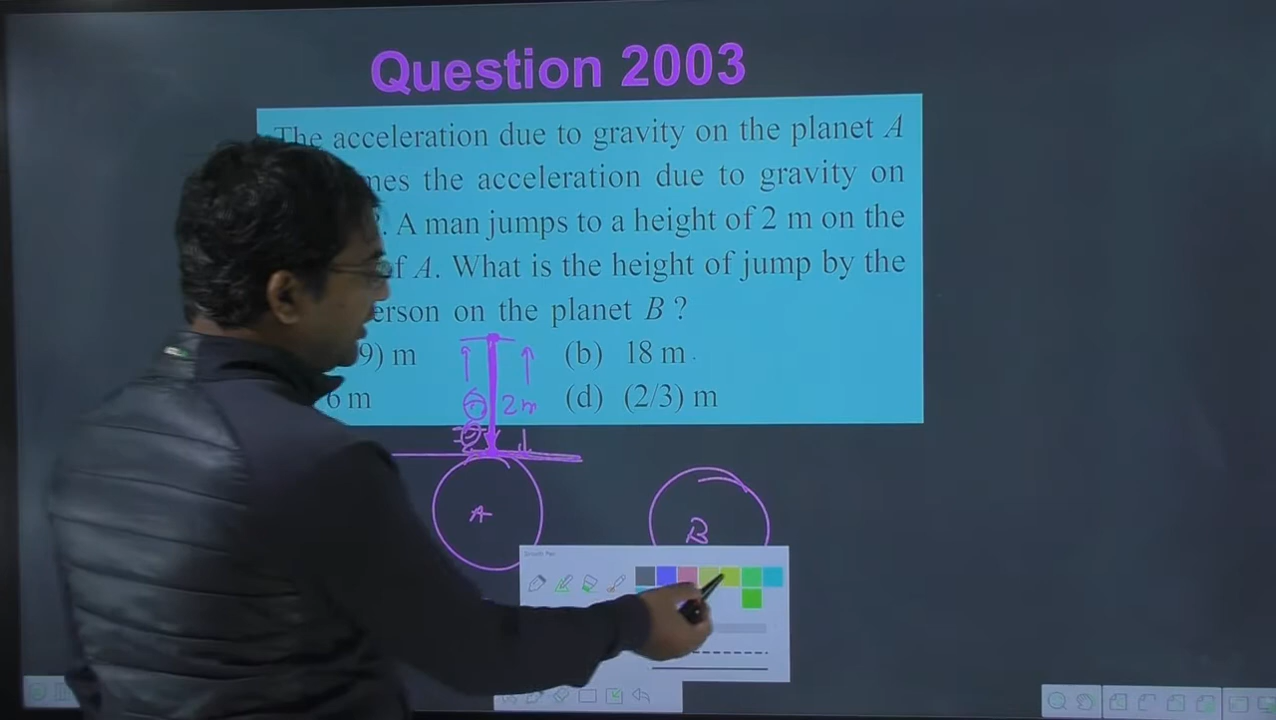 Question 2003
The acceleration due to gravity on the planet A
the acceleration due to gravity on
A man jumps to a height of 2 m on the
of A. What is the height of jump by the
on the planet B ?
9) m (b) 18 m
6 m (d) (2/3) m
2m
A
B